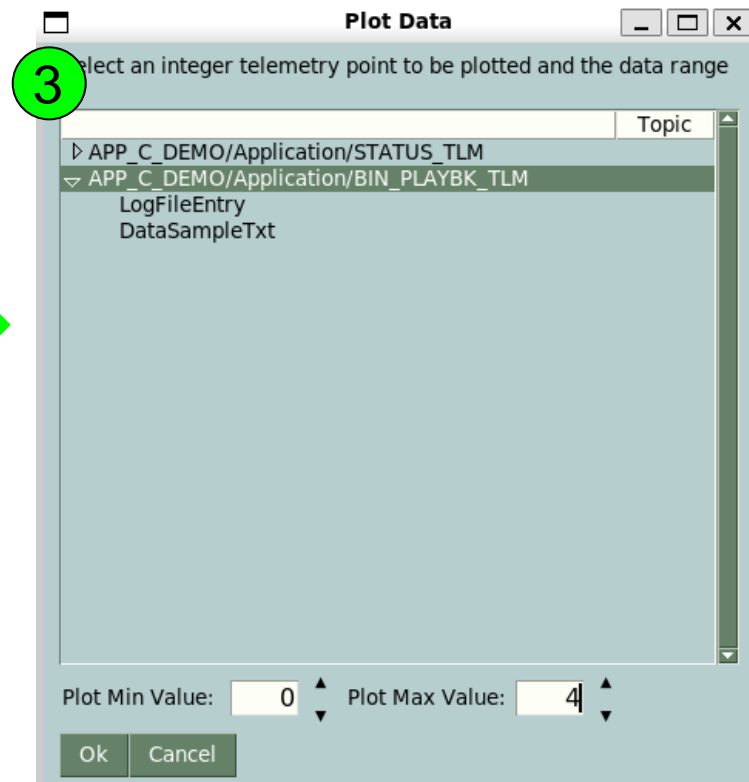 Plot Data
3
elect an integer telemetry point to be plotted and the data range
Topic
APP_C_DEMO/Application/STATUS_TLM
APP_C_DEMO/Application/BIN_PLAYBK_TLM
LogFileEntry
DataSampleTxt
Plot Min Value: 0 Plot Max Value: 4
Ok Cancel